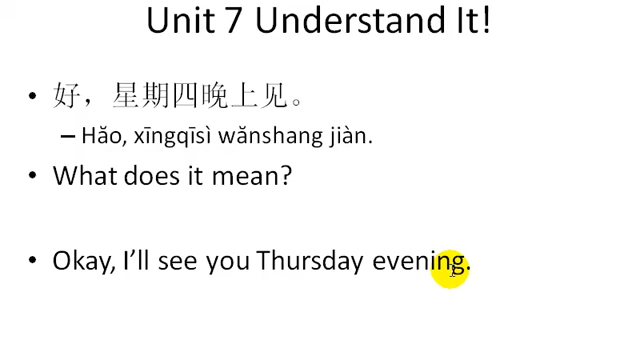 Unit 7 Understand It!
• 好，星期四晚上见。
– Hǎo, xīngqīsì wǎnshang jiàn.
• What does it mean?
• Okay, I’ll see you Thursday evening.